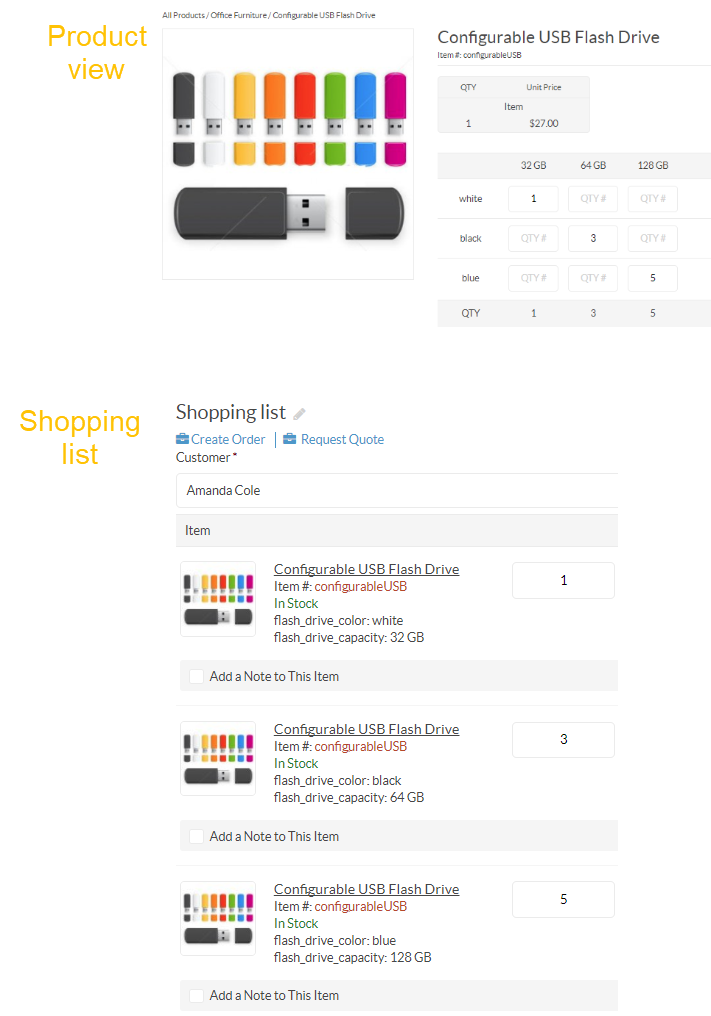 Product
view
All Products / Office Furniture / Configurable USB Flash Drive
Configurable USB Flash Drive
Item #: configurableUSB
QTY Unit Price
Item
1 $27.00
32 GB 64 GB 128 GB
white 1 QTY # QTY #
black QTY # 3 QTY #
blue QTY # QTY # 5
QTY 1 3 5
Shopping
list
Shopping list
Create Order Request Quote
Customer *
Amanda Cole
Item
Configurable USB Flash Drive 1
Item #: configurableUSB
In Stock
flash_drive_color: white
flash_drive_capacity: 32 GB
Add a Note to This Item
Configurable USB Flash Drive 3
Item #: configurableUSB
In Stock
flash_drive_color: black
flash_drive_capacity: 64 GB
Add a Note to This Item
Configurable USB Flash Drive 5
Item #: configurableUSB
In Stock
flash_drive_color: blue
flash_drive_capacity: 128 GB
Add a Note to This Item